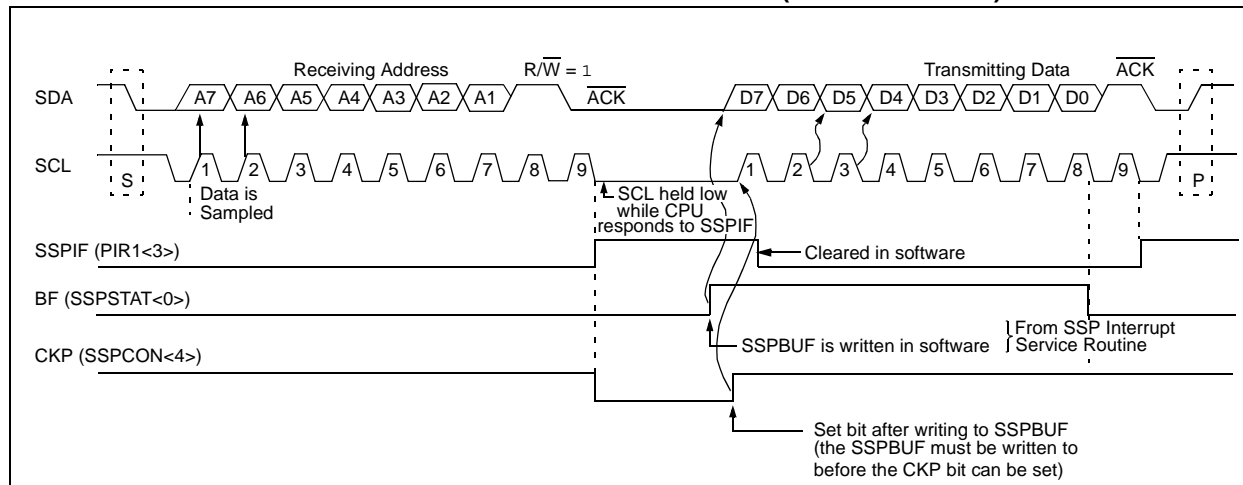 Receiving Address R/W = 1 Transmitting Data ACK
SDA A7 A6 A5 A4 A3 A2 A1 ACK D7 D6 D5 D4 D3 D2 D1 D0
SCL S 1 2 3 4 5 6 7 8 9 1 2 3 4 5 6 7 8 9 P
Data is
Sampled
SCL held low
while CPU
responds to SSPIF
SSPIF (PIR1<3>)
Cleared in software
BF (SSPSTAT<0>)
SSPBUF is written in software
From SSP Interrupt
Service Routine
CKP (SSPCON<4>)
Set bit after writing to SSPBUF
(the SSPBUF must be written to
before the CKP bit can be set)